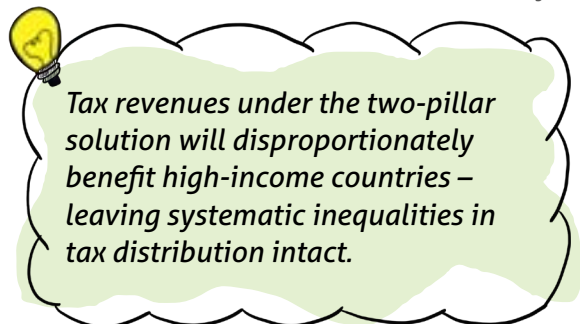 Tax revenues under the two-pillar
solution will disproportionately
benefit high-income countries –
leaving systematic inequalities in
tax distribution intact.